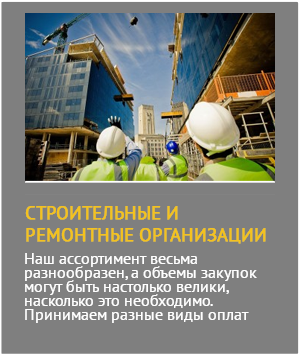 СТРОИТЕЛЬНЫЕ И
РЕМОНТНЫЕ ОРГАНИЗАЦИИ
Наш ассортимент весьма
разнообразен, а объемы закупок
могут быть настолько велики,
насколько это необходимо.
Принимаем разные виды оплат